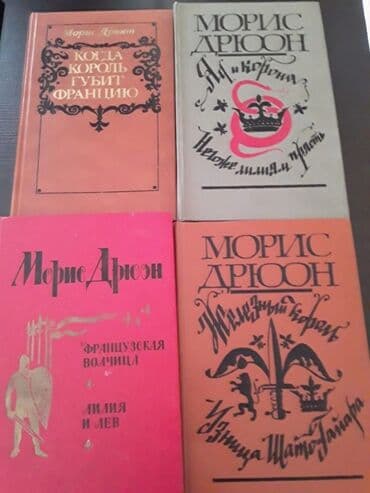 Морис Дрюон
КОГДА
КОРОЛЬ
ГУБИТ
ФРАНЦИЮ
МОРИС
ДРЮОН
Яд и корона
Негоже лилиям прясть
Морис Дрюон
ФРАНЦУЗСКАЯ
ВОЛЧИЦА
ЛИЛИЯ
И ЛЕВ
МОРИС
ДРЮОН
Железный король
Узница Шато-Гайара